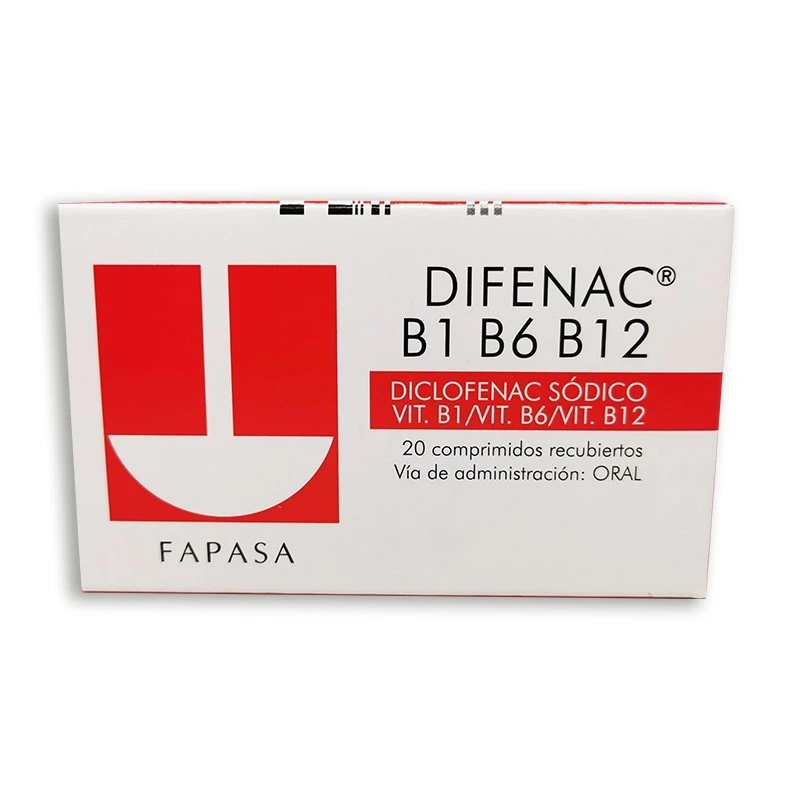 DIFENAC®
B1 B6 B12
DICLOFENAC SÓDICO
VIT. B1/VIT. B6/VIT. B12
20 comprimidos recubiertos
Vía de administración: ORAL
FAPASA